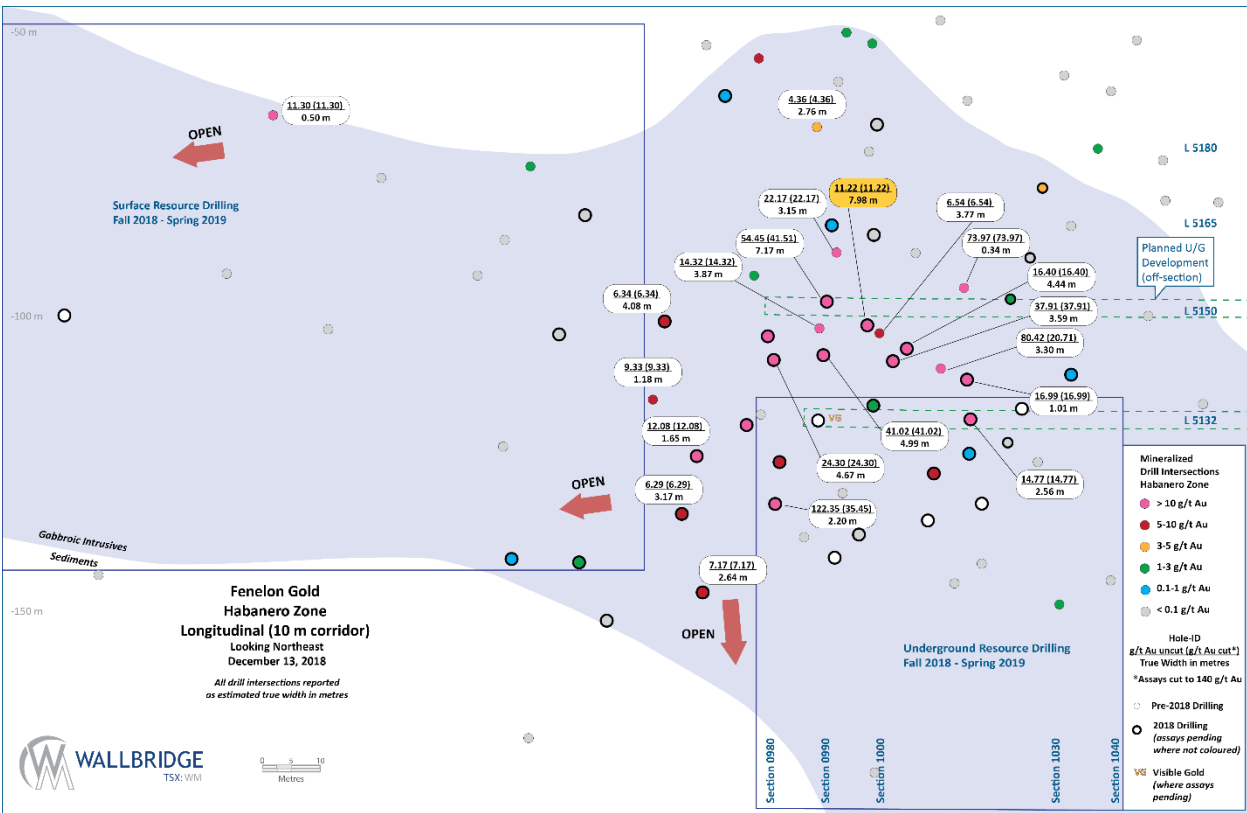 -50 m
11.30 (11.30)
0.50 m
OPEN
4.36 (4.36)
2.76 m
L 5180
Surface Resource Drilling
Fall 2018 - Spring 2019
22.17 (22.17)
3.15 m
11.22 (11.22)
7.98 m
6.54 (6.54)
3.77 m
L 5165
54.45 (41.51)
7.17 m
73.97 (73.97)
0.34 m
Planned U/G
Development
(off-section)
14.32 (14.32)
3.87 m
16.40 (16.40)
4.44 m
6.34 (6.34)
4.08 m
37.91 (37.91)
3.59 m
-100 m
L 5150
80.42 (20.71)
3.30 m
9.33 (9.33)
1.18 m
16.99 (16.99)
1.01 m
12.08 (12.08)
1.65 m
VG
41.02 (41.02)
4.99 m
L 5132
24.30 (24.30)
4.67 m
14.77 (14.77)
2.56 m
6.29 (6.29)
3.17 m
OPEN
122.35 (35.45)
2.20 m
Gabbroic Intrusives
Sediments
7.17 (7.17)
2.64 m
OPEN
-150 m
Fenelon Gold
Habanero Zone
Longitudinal (10 m corridor)
Looking Northeast
December 13, 2018
All drill intersections reported
as estimated true width in metres
Underground Resource Drilling
Fall 2018 - Spring 2019
WALLBRIDGE
TSX: WM
0 5 10
Metres
Section 0980
Section 0990
Section 1000
Section 1030
Section 1040
Mineralized
Drill Intersections
Habanero Zone
> 10 g/t Au
5-10 g/t Au
3-5 g/t Au
1-3 g/t Au
0.1-1 g/t Au
< 0.1 g/t Au
Hole-ID
g/t Au uncut (g/t Au cut*)
True Width in metres
*Assays cut to 140 g/t Au
Pre-2018 Drilling
2018 Drilling
(assays pending
where not coloured)
VG Visible Gold
(where assays
pending)